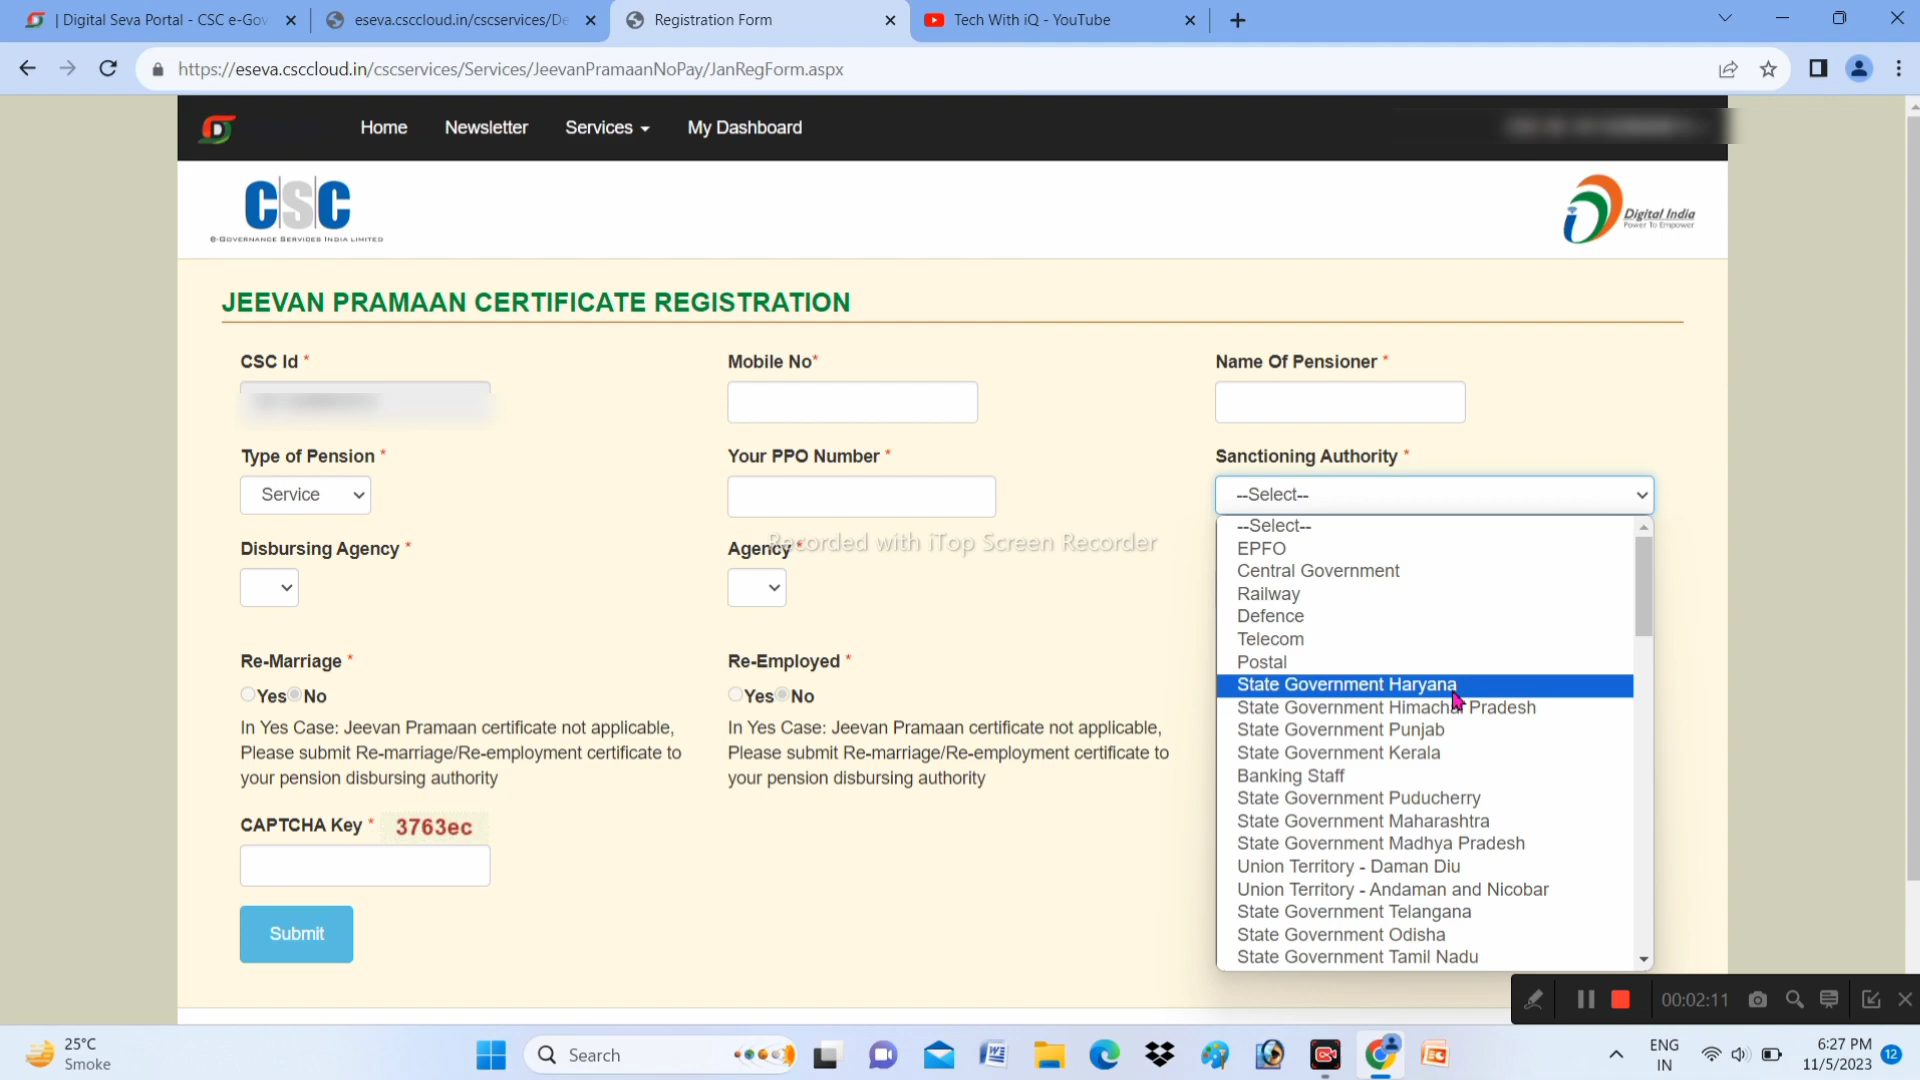 | Digital Seva Portal - CSC e-Gov
eseva.csccloud.in/cscservices/De
Registration Form
Tech With iQ - YouTube
https://eseva.csccloud.in/cscservices/Services/JeevanPramaanNoPay/JanRegForm.aspx
Home
Newsletter
Services
My Dashboard
CSC
e-Governance Services India Limited
Digital India
Power To Empower
JEEVAN PRAMAAN CERTIFICATE REGISTRATION
CSC Id *
Mobile No*
Name Of Pensioner *
Type of Pension *
Your PPO Number *
Sanctioning Authority *
Service
--Select--
--Select--
EPFO
Central Government
Railway
Defence
Telecom
Postal
State Government Haryana
State Government Himachal Pradesh
State Government Punjab
State Government Kerala
Banking Staff
State Government Puducherry
State Government Maharashtra
State Government Madhya Pradesh
Union Territory - Daman Diu
Union Territory - Andaman and Nicobar
State Government Telangana
State Government Odisha
State Government Tamil Nadu
Disbursing Agency *
Agency *
Recorded with iTop Screen Recorder
Re-Marriage *
Yes No
In Yes Case: Jeevan Pramaan certificate not applicable,
Please submit Re-marriage/Re-employment certificate to
your pension disbursing authority
Re-Employed *
Yes No
In Yes Case: Jeevan Pramaan certificate not applicable,
Please submit Re-marriage/Re-employment certificate to
your pension disbursing authority
CAPTCHA Key * 3763ec
Submit
00:02:11
25°C
Smoke
Search
ENG
IN
6:27 PM
11/5/2023
12